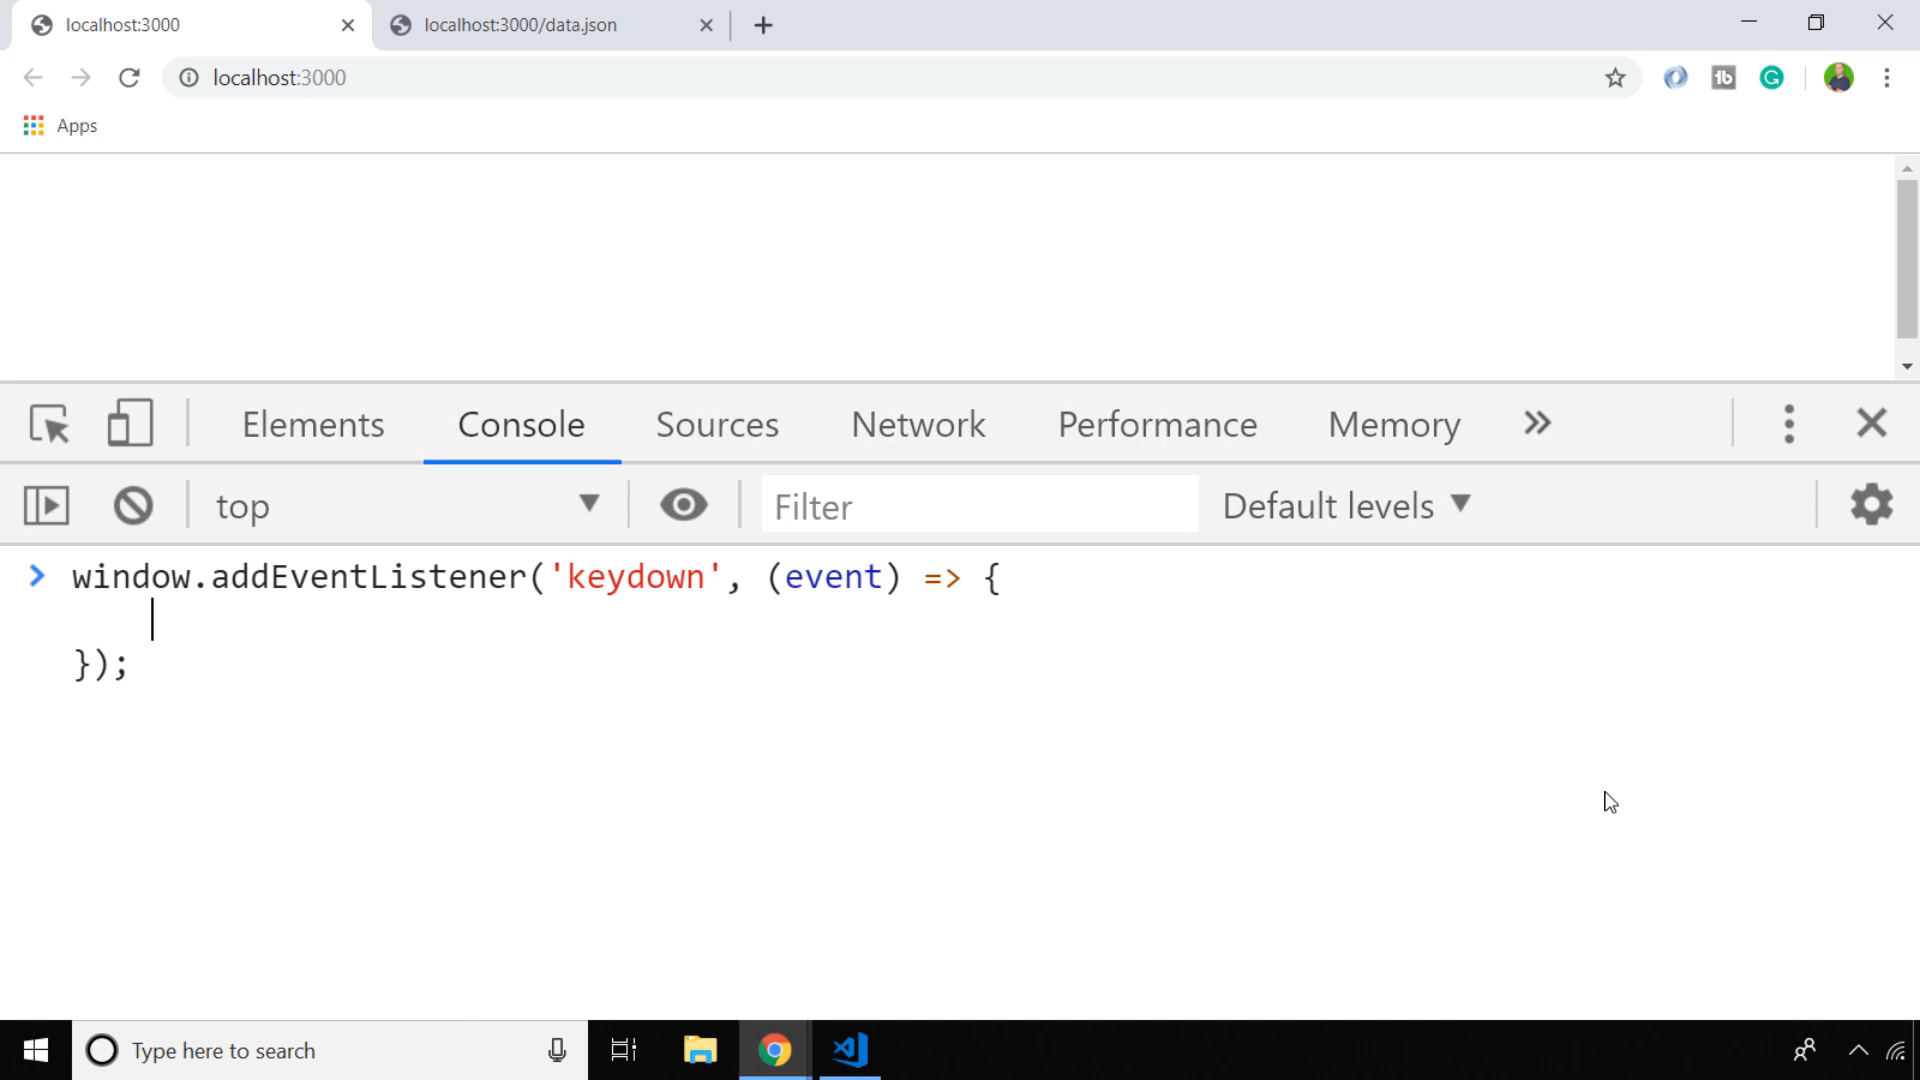 localhost:3000
localhost:3000/data.json
localhost:3000
Apps
Elements Console Sources Network Performance Memory
top Filter Default levels
window.addEventListener('keydown', (event) => {
});
Type here to search